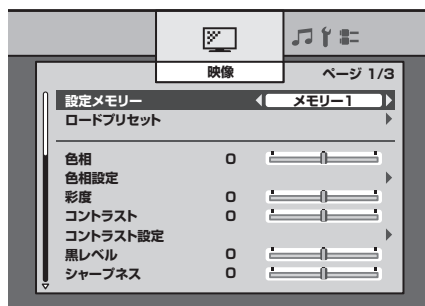 映像
ページ 1/3
設定メモリー メモリー1
ロードプリセット
色相 0
色相設定
彩度 0
コントラスト 0
コントラスト設定
黒レベル 0
シャープネス 0